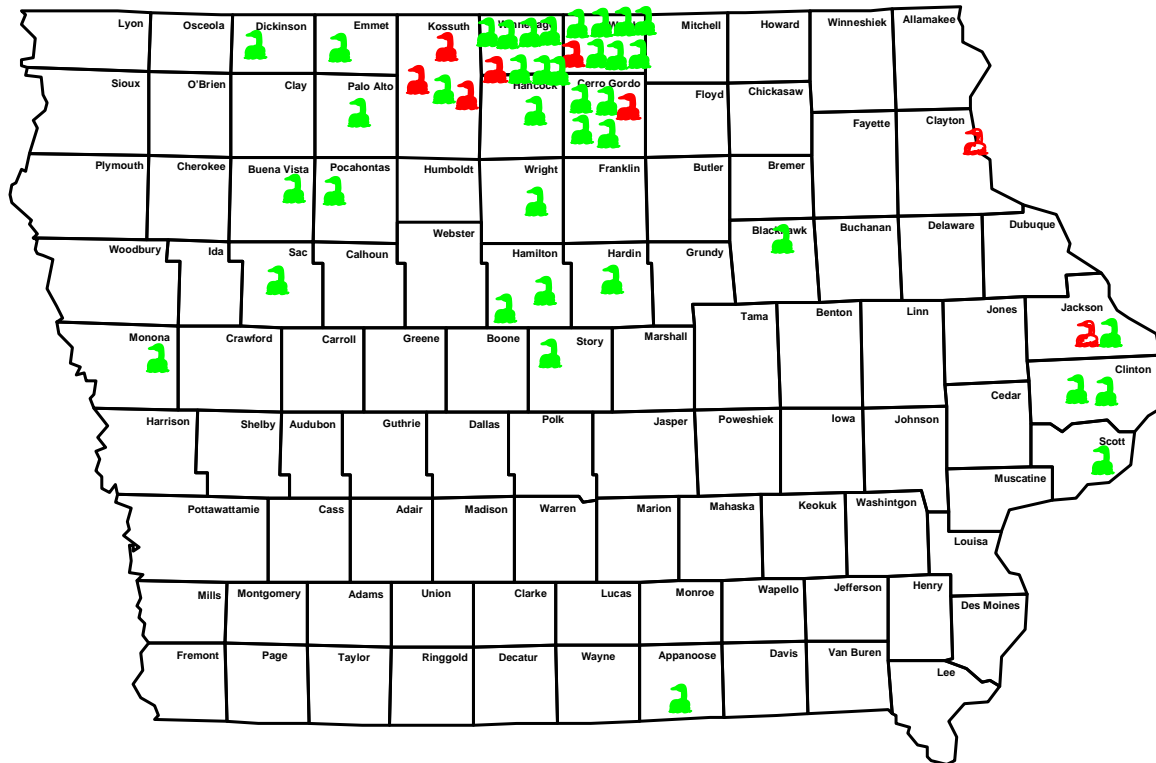 Lyon
Osceola
Dickinson
Emmet
Kossuth
Winnebago
Mitchell
Howard
Winneshiek
Allamakee
Sioux
O'Brien
Clay
Palo Alto
Hancock
Cerro Gordo
Floyd
Chickasaw
Fayette
Clayton
Plymouth
Cherokee
Buena Vista
Pocahontas
Humboldt
Wright
Franklin
Butler
Bremer
Woodbury
Ida
Sac
Calhoun
Webster
Hamilton
Hardin
Grundy
Blackhawk
Buchanan
Delaware
Dubuque
Monona
Crawford
Carroll
Greene
Boone
Story
Marshall
Tama
Benton
Linn
Jones
Jackson
Clinton
Harrison
Shelby
Audubon
Guthrie
Dallas
Polk
Jasper
Poweshiek
Iowa
Johnson
Cedar
Scott
Muscatine
Pottawattamie
Cass
Adair
Madison
Warren
Marion
Mahaska
Keokuk
Washintgon
Louisa
Mills
Montgomery
Adams
Union
Clarke
Lucas
Monroe
Wapello
Jefferson
Henry
Des Moines
Fremont
Page
Taylor
Ringgold
Decatur
Wayne
Appanoose
Davis
Van Buren
Lee